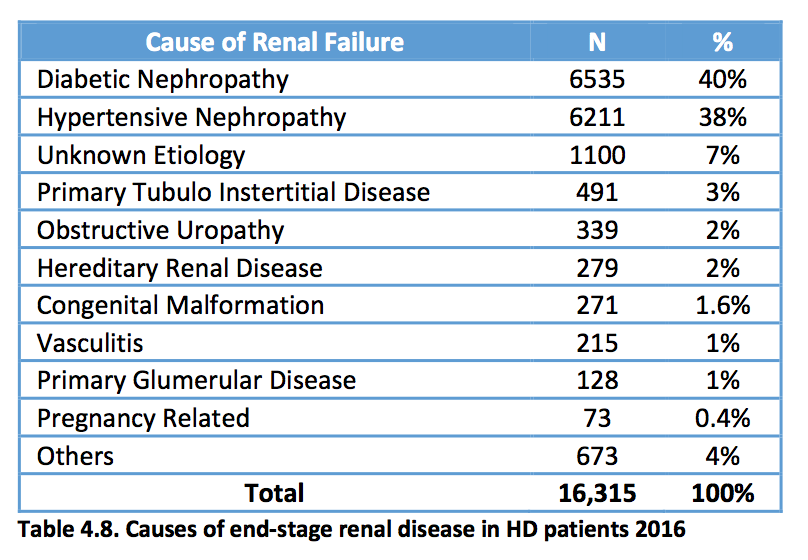 Cause of Renal Failure N %
Diabetic Nephropathy 6535 40%
Hypertensive Nephropathy 6211 38%
Unknown Etiology 1100 7%
Primary Tubulo Instertitial Disease 491 3%
Obstructive Uropathy 339 2%
Hereditary Renal Disease 279 2%
Congenital Malformation 271 1.6%
Vasculitis 215 1%
Primary Glumerular Disease 128 1%
Pregnancy Related 73 0.4%
Others 673 4%
Total 16,315 100%
Table 4.8. Causes of end-stage renal disease in HD patients 2016